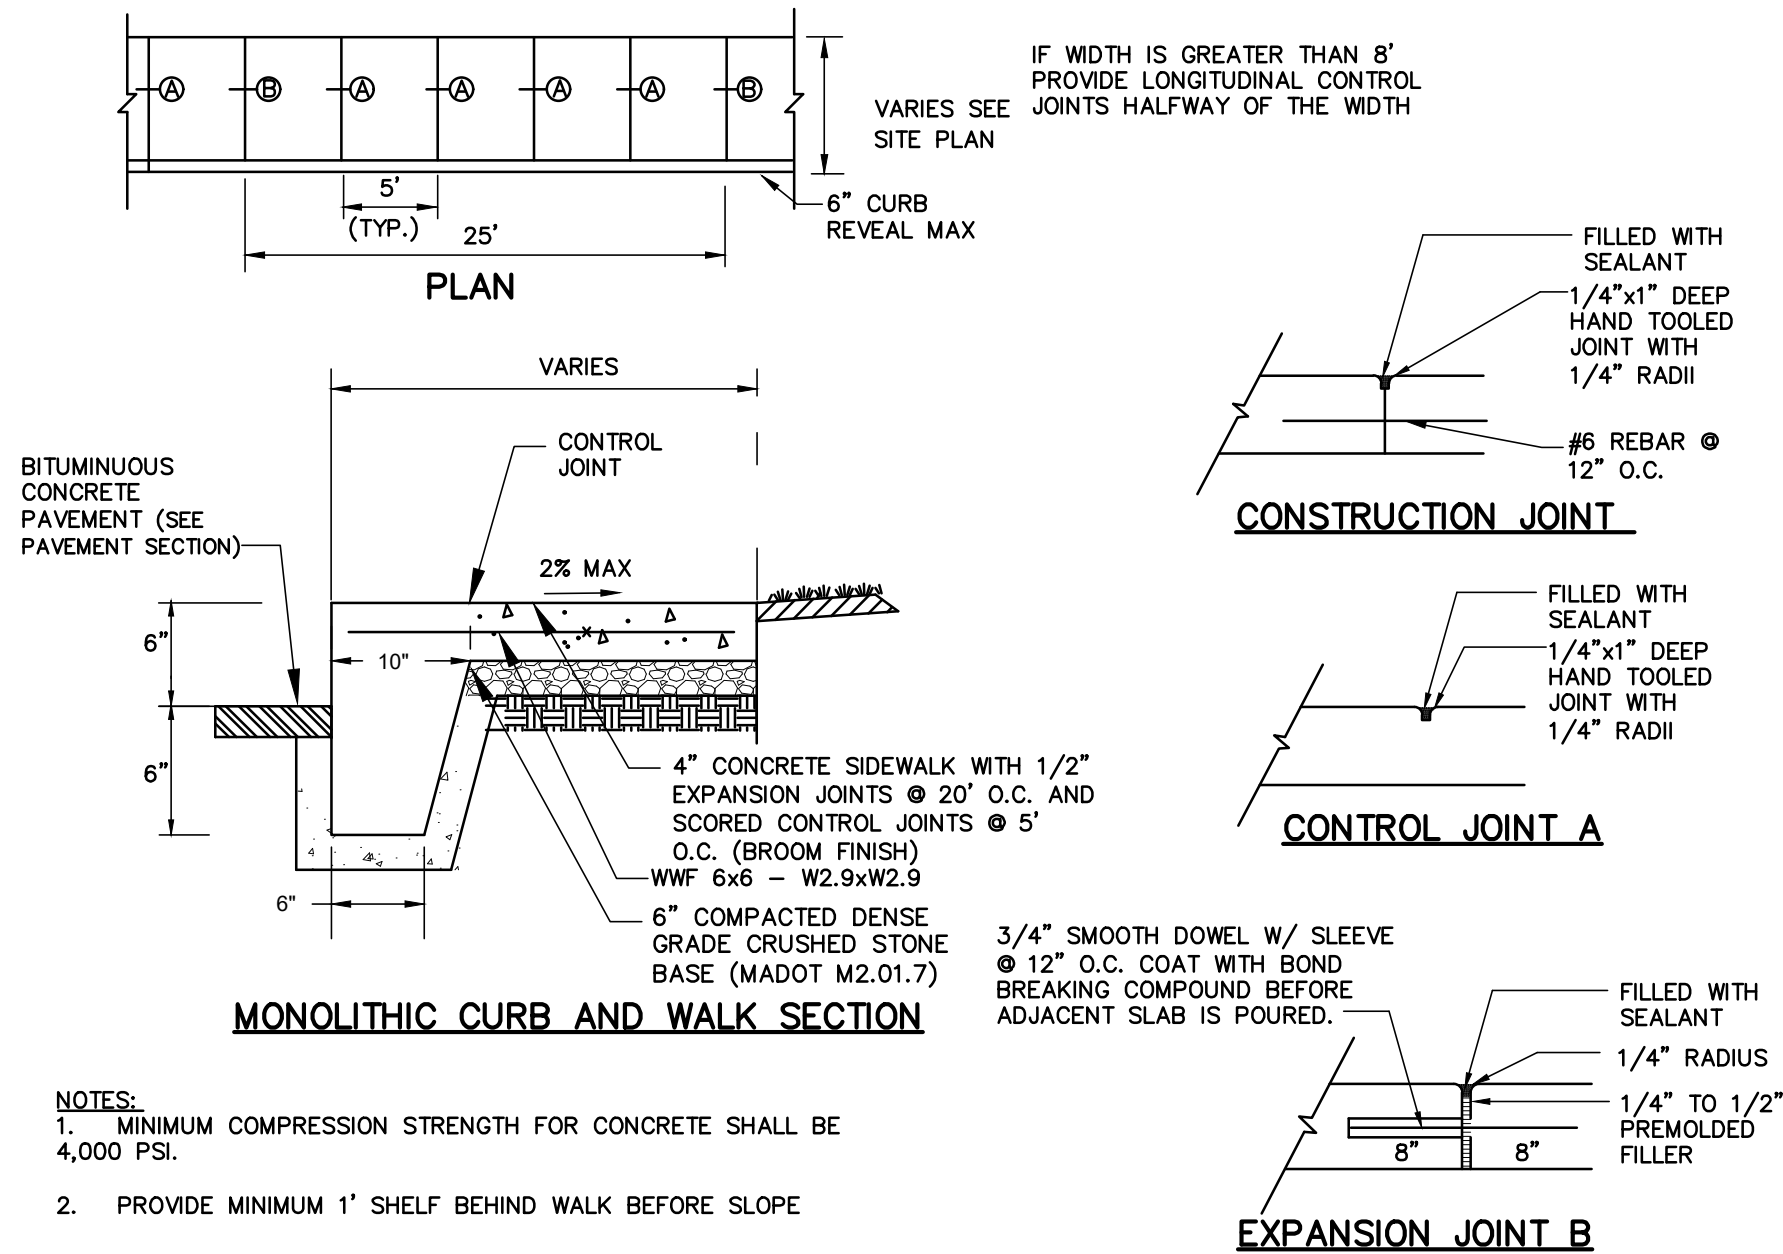 A
B
A
A
A
A
B
VARIES SEE
SITE PLAN
IF WIDTH IS GREATER THAN 8'
PROVIDE LONGITUDINAL CONTROL
JOINTS HALFWAY OF THE WIDTH
5'
(TYP.)
25'
6" CURB
REVEAL MAX
PLAN
VARIES
CONTROL
JOINT
BITUMINUOUS
CONCRETE
PAVEMENT (SEE
PAVEMENT SECTION)
2% MAX
6"
10"
6"
6"
4" CONCRETE SIDEWALK WITH 1/2"
EXPANSION JOINTS @ 20' O.C. AND
SCORED CONTROL JOINTS @ 5'
O.C. (BROOM FINISH)
WWF 6x6 – W2.9xW2.9
6" COMPACTED DENSE
GRADE CRUSHED STONE
BASE (MADOT M2.01.7)
MONOLITHIC CURB AND WALK SECTION
NOTES:
1. MINIMUM COMPRESSION STRENGTH FOR CONCRETE SHALL BE
4,000 PSI.
2. PROVIDE MINIMUM 1' SHELF BEHIND WALK BEFORE SLOPE
FILLED WITH
SEALANT
1/4"x1" DEEP
HAND TOOLED
JOINT WITH
1/4" RADII
#6 REBAR @
12" O.C.
CONSTRUCTION JOINT
FILLED WITH
SEALANT
1/4"x1" DEEP
HAND TOOLED
JOINT WITH
1/4" RADII
CONTROL JOINT A
3/4" SMOOTH DOWEL W/ SLEEVE
@ 12" O.C. COAT WITH BOND
BREAKING COMPOUND BEFORE
ADJACENT SLAB IS POURED.
FILLED WITH
SEALANT
1/4" RADIUS
1/4" TO 1/2"
PREMOLDED
FILLER
8"
8"
EXPANSION JOINT B